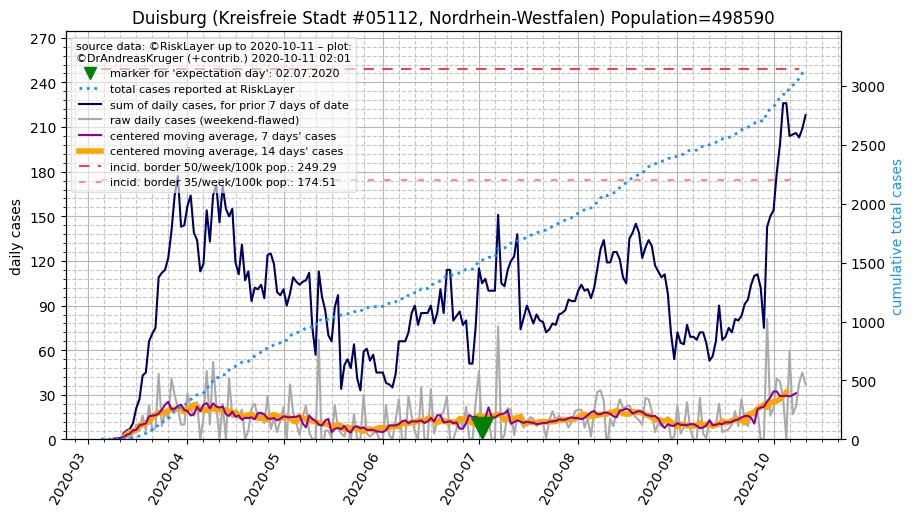 Duisburg (Kreisfreie Stadt #05112, Nordrhein-Westfalen) Population=498590
source data: ©RiskLayer up to 2020-10-11 – plot:
©DrAndreasKruger (+contrib.) 2020-10-11 02:01
marker for 'expectation day': 02.07.2020
total cases reported at RiskLayer
sum of daily cases, for prior 7 days of date
raw daily cases (weekend-flawed)
centered moving average, 7 days' cases
centered moving average, 14 days' cases
incid. border 50/week/100k pop.: 249.29
incid. border 35/week/100k pop.: 174.51
daily cases
270
240
210
180
150
120
90
60
30
0
cumulative total cases
3000
2500
2000
1500
1000
500
0
2020-03
2020-04
2020-05
2020-06
2020-07
2020-08
2020-09
2020-10